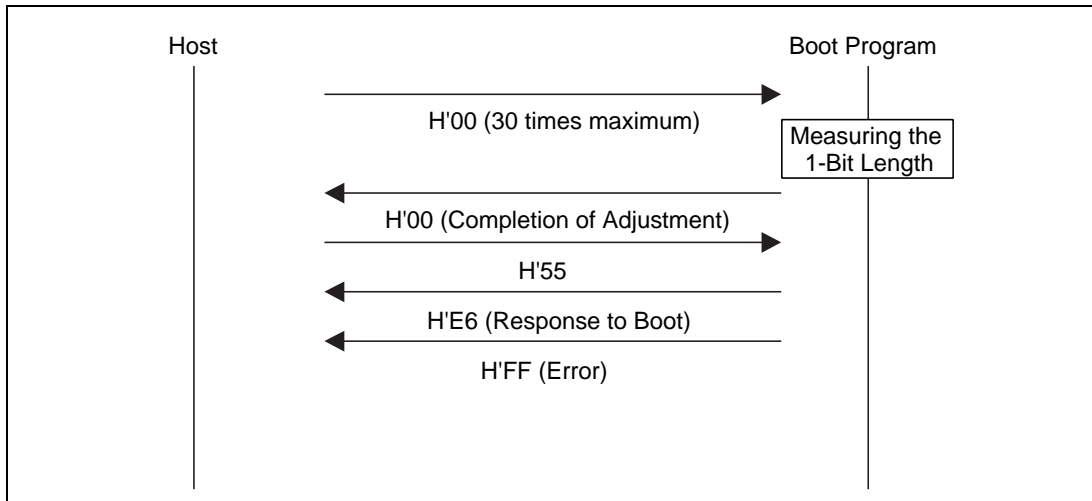 Host
Boot Program
H'00 (30 times maximum)
Measuring the
1-Bit Length
H'00 (Completion of Adjustment)
H'55
H'E6 (Response to Boot)
H'FF (Error)